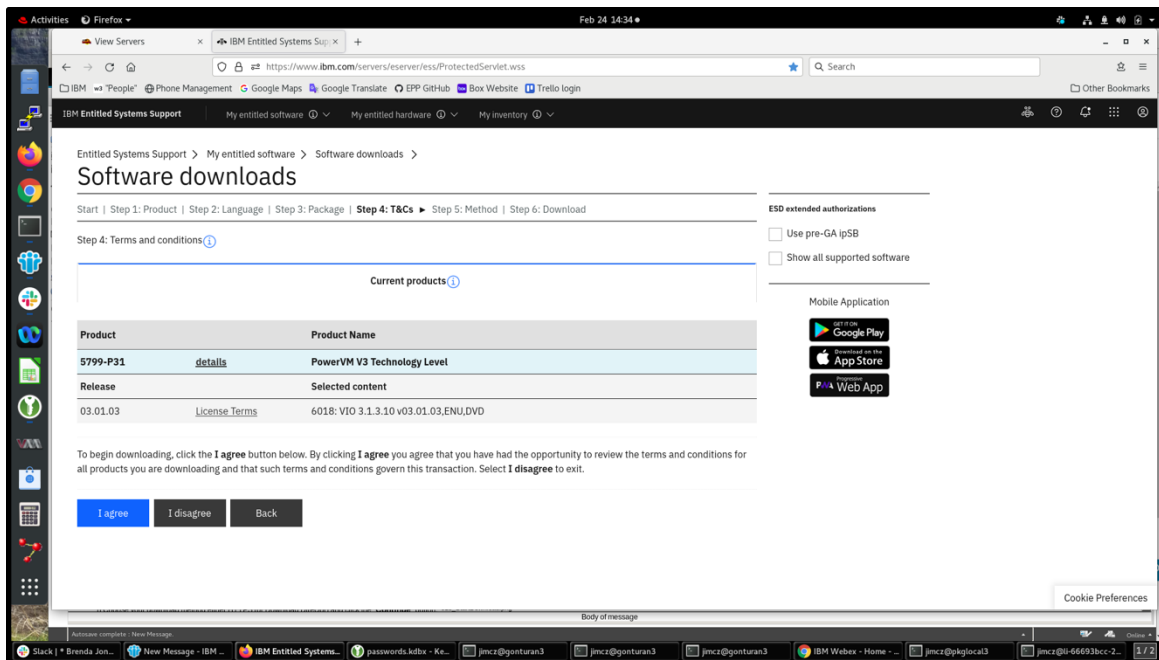 Activities Firefox Feb 24 14:34
View Servers IBM Entitled Systems Sup
https://www.ibm.com/servers/eserver/ess/ProtectedServlet.wss Search
IBM w3 "People" Phone Management Google Maps Google Translate EPP GitHub Box Website Trello login Other Bookmarks
IBM Entitled Systems Support My entitled software My entitled hardware My inventory
Entitled Systems Support > My entitled software > Software downloads >
Software downloads
Start | Step 1: Product | Step 2: Language | Step 3: Package | Step 4: T&Cs ► Step 5: Method | Step 6: Download
ESD extended authorizations
Use pre-GA ipSB
Step 4: Terms and conditions
Show all supported software
Current products
Mobile Application
GET IT ON
Google Play
Download on the
App Store
Progressive
PWA Web App
Product Product Name
5799-P31 details PowerVM V3 Technology Level
Release Selected content
03.01.03 License Terms 6018: VIO 3.1.3.10 v03.01.03,ENU,DVD
To begin downloading, click the I agree button below. By clicking I agree you agree that you have had the opportunity to review the terms and conditions for
all products you are downloading and that such terms and conditions govern this transaction. Select I disagree to exit.
I agree I disagree Back
Cookie Preferences
Body of message
Autosave complete : New Message. Online
Slack | * Brenda Jon... New Message - IBM ... IBM Entitled Systems... passwords.kdbx - Ke... jimcz@gonturan3 jimcz@gonturan3 jimcz@gonturan3 IBM Webex - Home - ... jimcz@pkglocal3 jimcz@li-66693bcc-2... 1 / 2